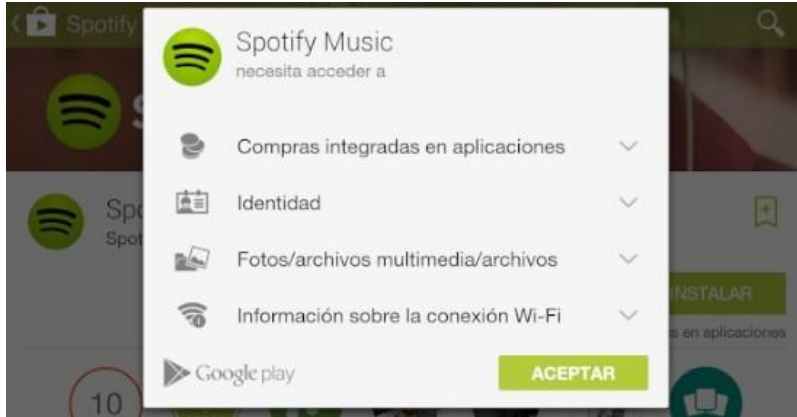 Spotify
Spotify Music
necesita acceder a
Compras integradas en aplicaciones
Identidad
Fotos/archivos multimedia/archivos
INSTALAR
Información sobre la conexión Wi-Fi
en aplicaciones
Google play
ACEPTAR
10